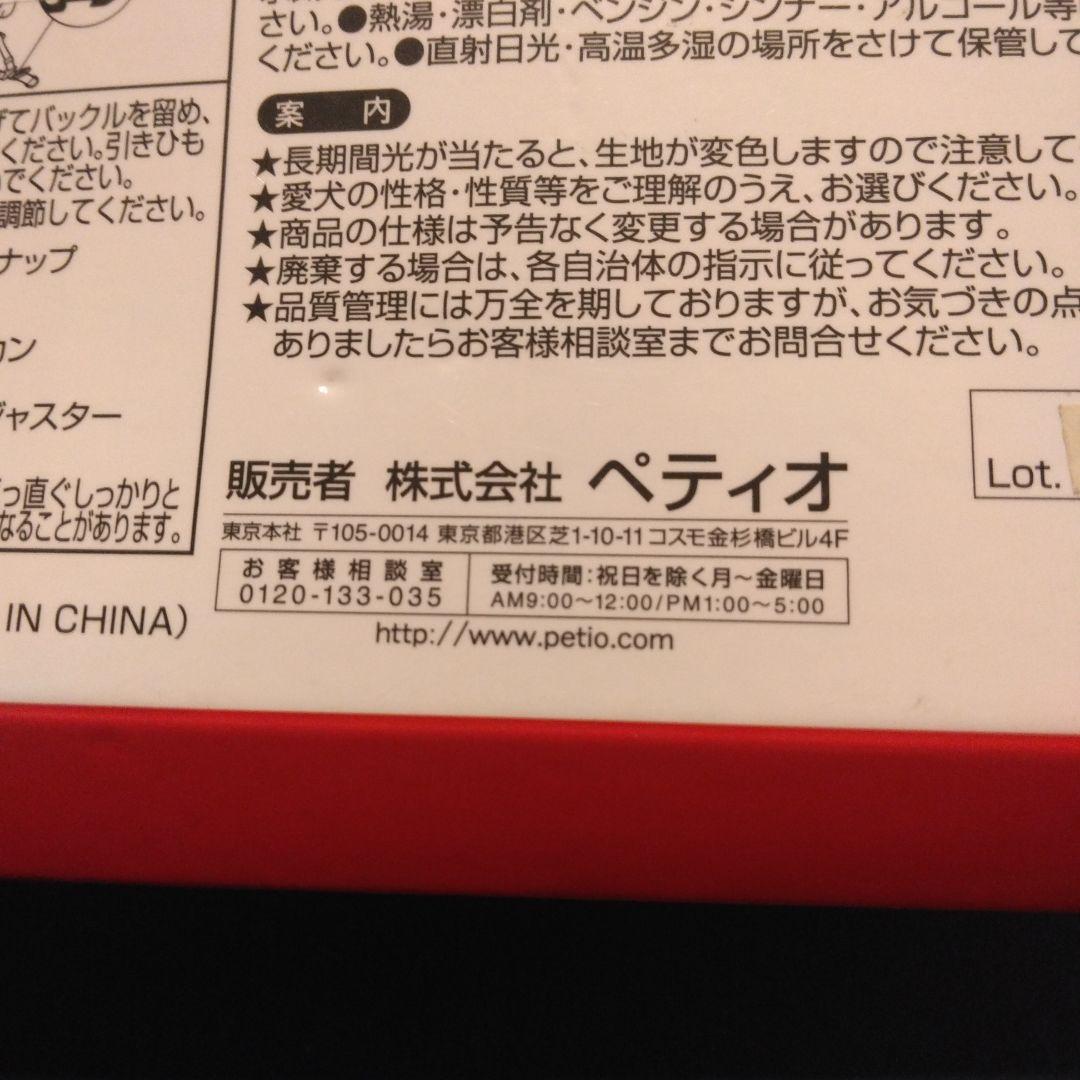 さい。●熱湯・漂白剤・ベンジン・シンナー・アルコール等
ください。●直射日光・高温多湿の場所をさけて保管して
案 内
★長期間光が当たると、生地が変色しますので注意して
★愛犬の性格・性質等をご理解のうえ、お選びください。
★商品の仕様は予告なく変更する場合があります。
★廃棄する場合は、各自治体の指示に従ってください。
★品質管理には万全を期しておりますが、お気づきの点
ありましたらお客様相談室までお問合せください。
げてバックルを留め、
ください。引きひも
でください。
調節してください。
ナップ
カン
ジャスター
っ直ぐしっかりと
なることがあります。
IN CHINA)
Lot.
販売者 株式会社 ペティオ
東京本社 〒105-0014 東京都港区芝1-10-11 コスモ金杉橋ビル4F
お客様相談室
0120-133-035
受付時間:祝日を除く月〜金曜日
AM9:00〜12:00/PM1:00〜5:00
http://www.petio.com